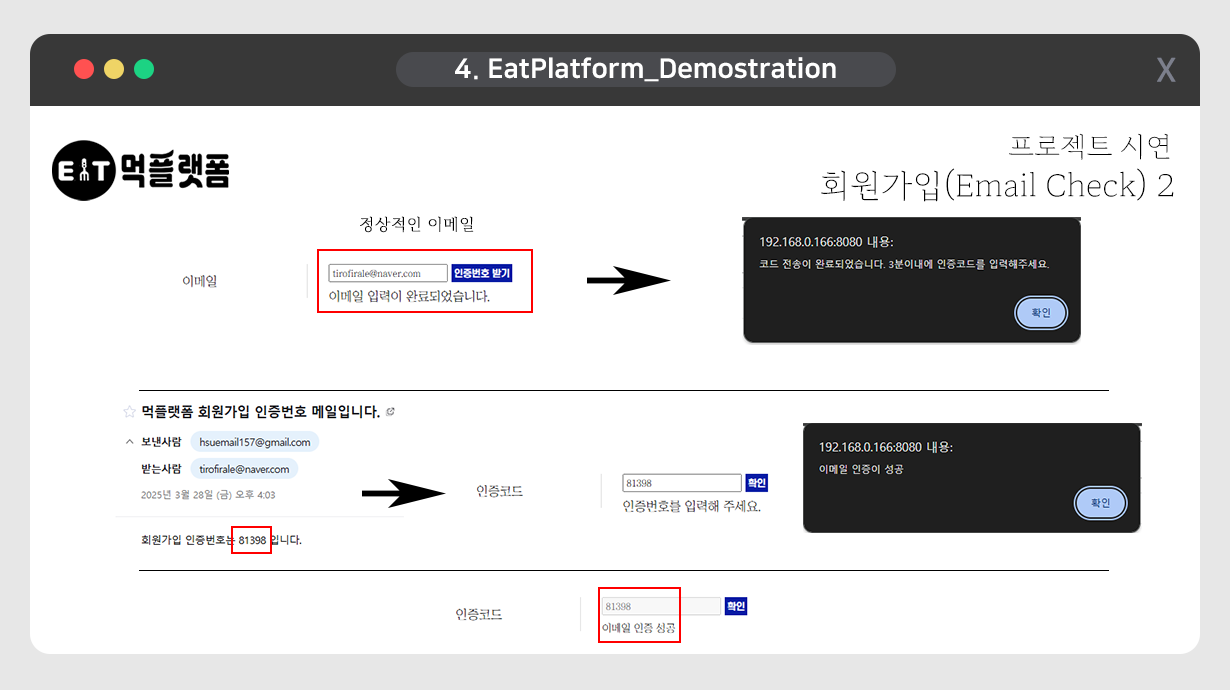 4. EatPlatform_Demostration
X
EAT 먹플랫폼
프로젝트 시연
회원가입(Email Check) 2
정상적인 이메일
이메일
tirofirale@naver.com
인증번호 받기
이메일 입력이 완료되었습니다.
192.168.0.166:8080 내용:
코드 전송이 완료되었습니다. 3분이내에 인증코드를 입력해주세요.
확인
먹플랫폼 회원가입 인증번호 메일입니다.
보낸사람 hsuemail157@gmail.com
받는사람 tirofirale@naver.com
2025년 3월 28일 (금) 오후 4:03
회원가입 인증번호는 81398 입니다.
인증코드
81398
확인
인증번호를 입력해 주세요.
192.168.0.166:8080 내용:
이메일 인증이 성공
확인
인증코드
81398
확인
이메일 인증 성공